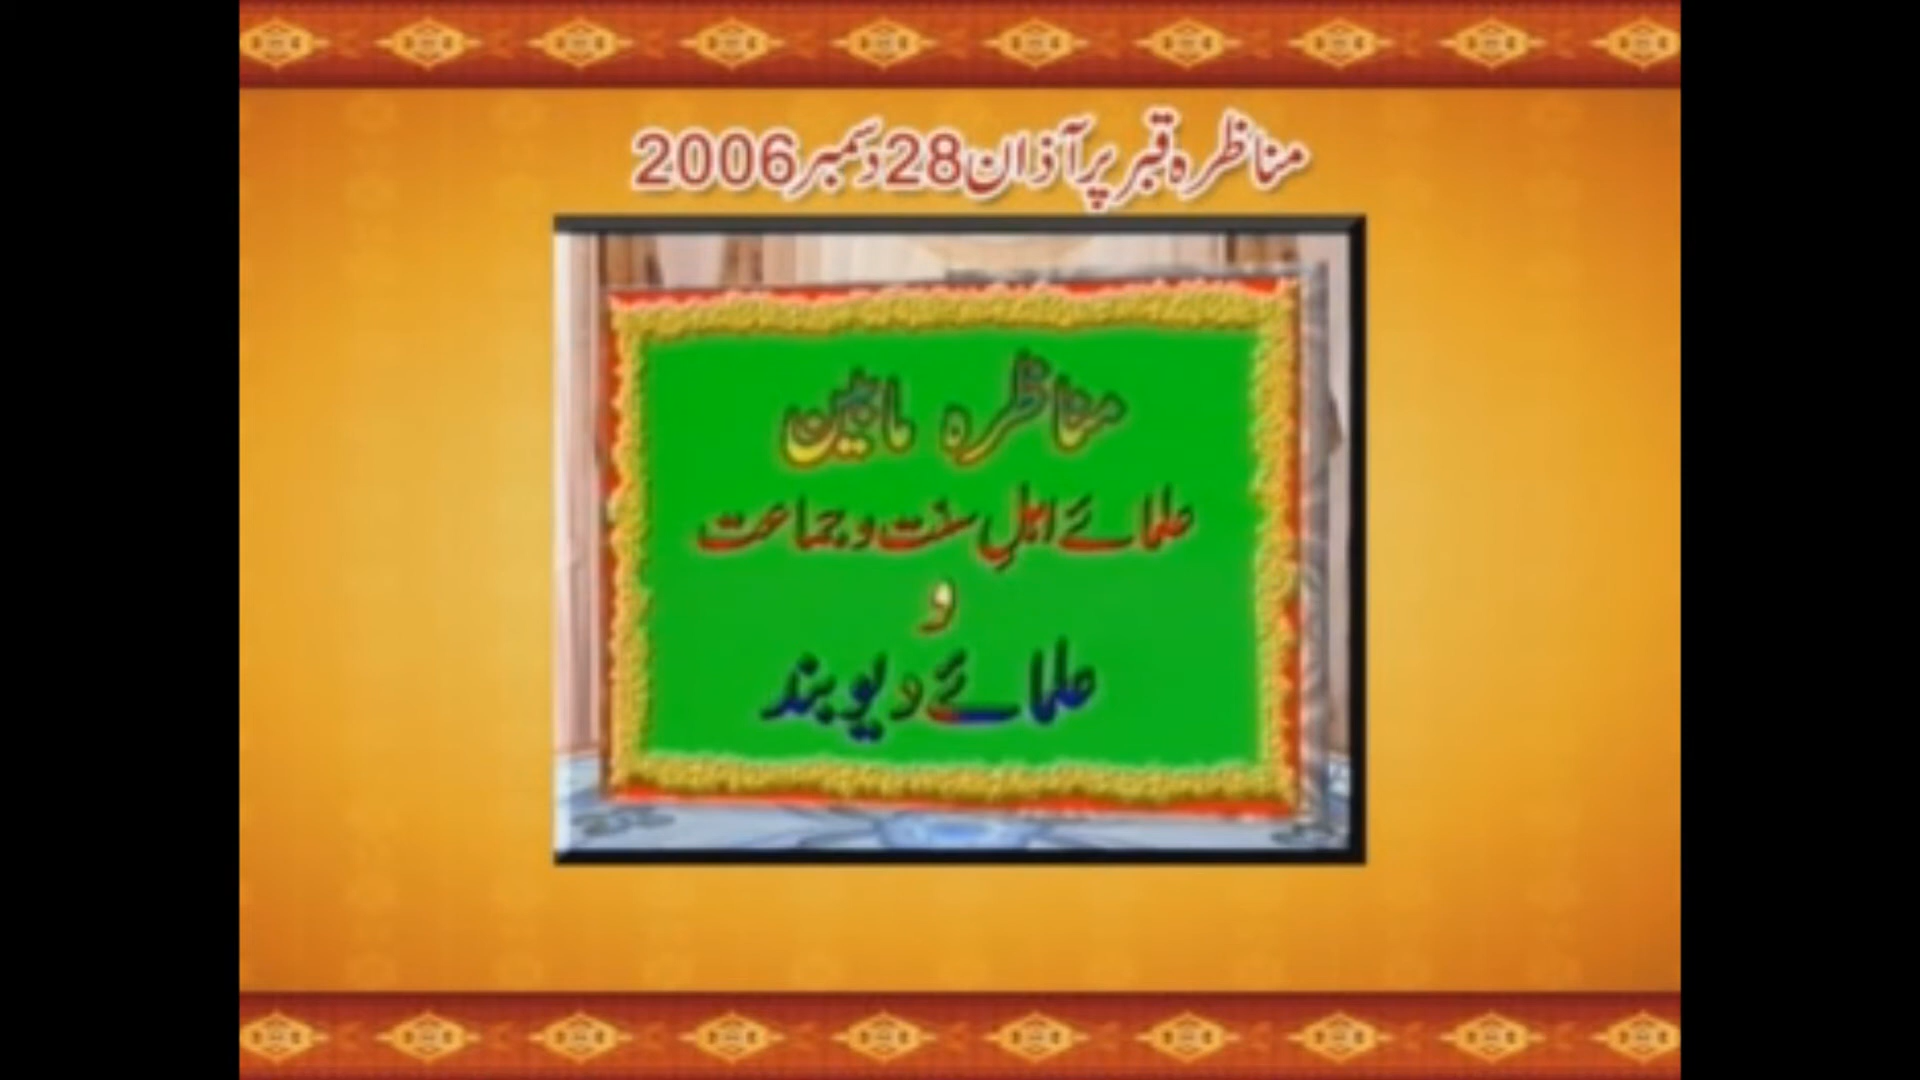 مناظرہ قبر پر آذان 28 دسمبر 2006
مناظرہ مابین
علمائے اہلِ سنت و جماعت
و
علمائے دیوبند